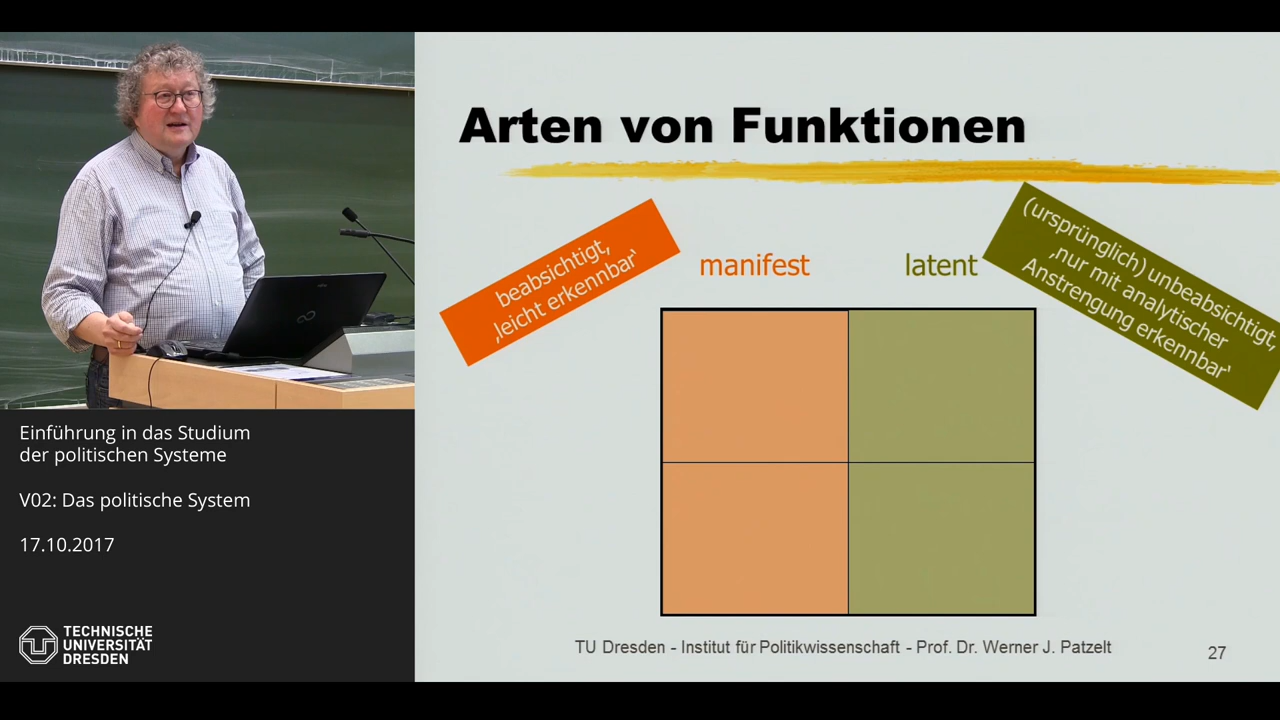 Arten von Funktionen
beabsichtigt,
‚leicht erkennbar‘
manifest
latent
(ursprünglich) unbeabsichtigt,
‚nur mit analytischer
Anstrengung erkennbar‘
TU Dresden - Institut für Politikwissenschaft - Prof. Dr. Werner J. Patzelt
27
Einführung in das Studium
der politischen Systeme
V02: Das politische System
17.10.2017
TECHNISCHE
UNIVERSITÄT
DRESDEN